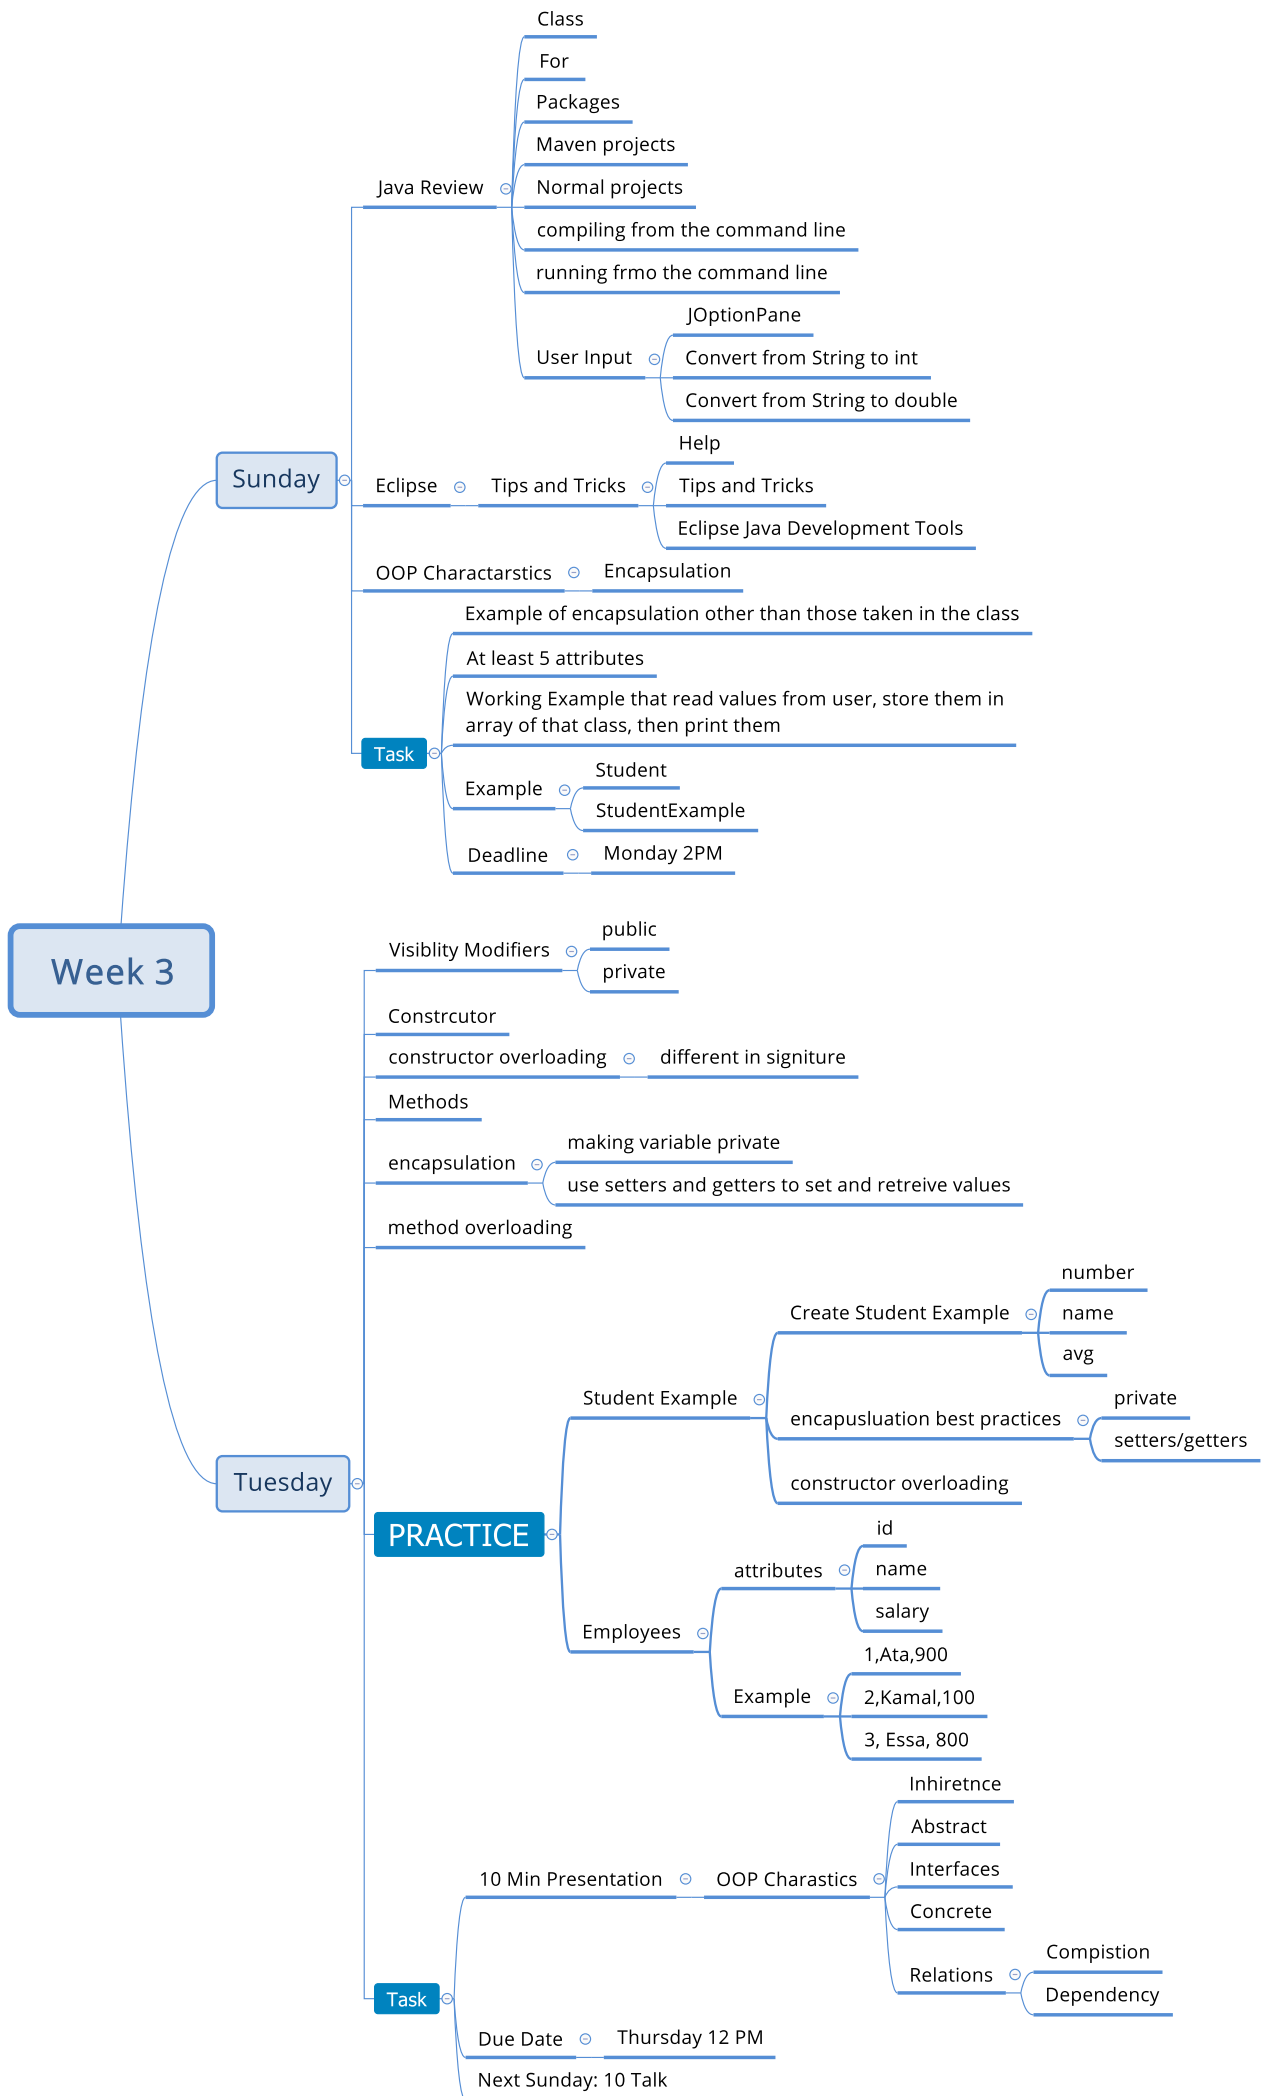 Week 3
Sunday
Java Review
Class
For
Packages
Maven projects
Normal projects
compiling from the command line
running frmo the command line
User Input
JOptionPane
Convert from String to int
Convert from String to double
Eclipse
Tips and Tricks
Help
Tips and Tricks
Eclipse Java Development Tools
OOP Charactarstics
Encapsulation
Task
Example of encapsulation other than those taken in the class
At least 5 attributes
Working Example that read values from user, store them in
array of that class, then print them
Example
Student
StudentExample
Deadline
Monday 2PM
Tuesday
Visiblity Modifiers
public
private
Constrcutor
constructor overloading
different in signiture
Methods
encapsulation
making variable private
use setters and getters to set and retreive values
method overloading
PRACTICE
Student Example
Create Student Example
number
name
avg
encapusluation best practices
private
setters/getters
constructor overloading
Employees
attributes
id
name
salary
Example
1,Ata,900
2,Kamal,100
3, Essa, 800
Task
10 Min Presentation
OOP Charastics
Inhiretnce
Abstract
Interfaces
Concrete
Relations
Compistion
Dependency
Due Date
Thursday 12 PM
Next Sunday: 10 Talk